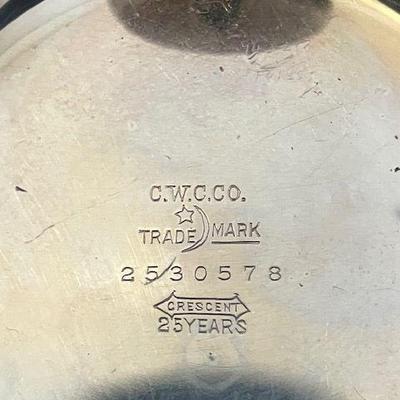 C.W.C.CO.
TRADE MARK
2530578
CRESCENT
25 YEARS